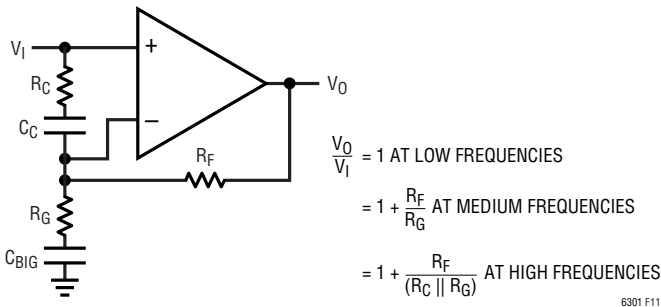 V_I
+
R_C
V_O
C_C
−
R_F
V_O/V_I = 1 AT LOW FREQUENCIES
R_G
= 1 + R_F/R_G AT MEDIUM FREQUENCIES
C_BIG
= 1 + R_F/(R_C || R_G) AT HIGH FREQUENCIES
6301 F11